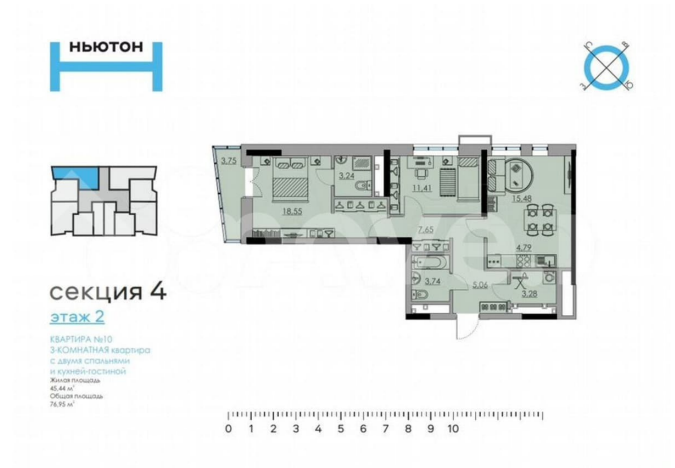 НЬЮТОН
С
В
З
Ю
3.75
18.55
3.24
11.41
15.48
7.65
4.79
3.74
5.06
3.28
секция 4
этаж 2
КВАРТИРА №10
3-КОМНАТНАЯ квартира
с двумя спальнями
и кухней-гостиной
Жилая площадь
45.44 м²
Общая площадь
76.95 м²
0 1 2 3 4 5 6 7 8 9 10